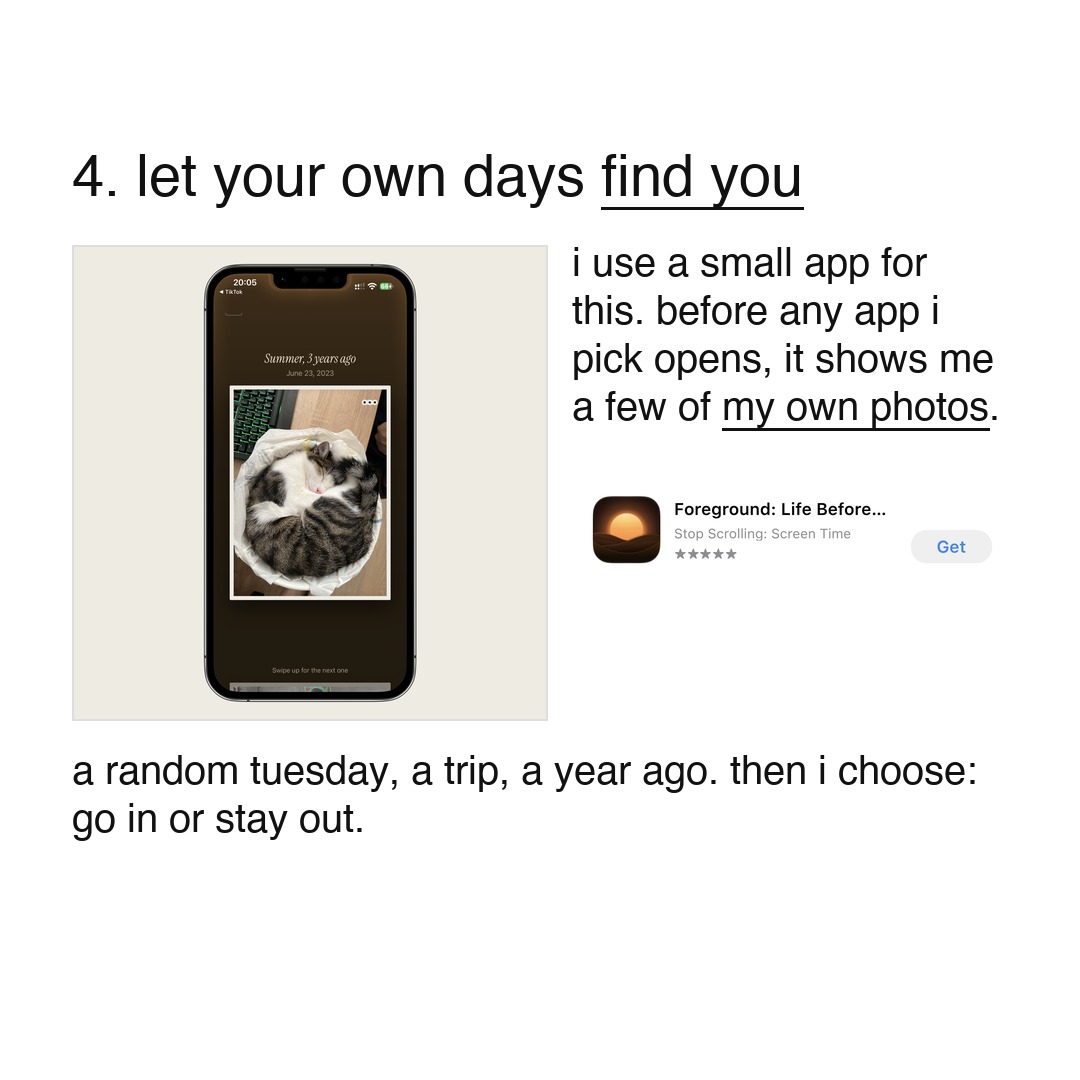 4. let your own days find you
20:05
◀ TikTok
66
Summer, 3 years ago
June 23, 2023
Swipe up for the next one
i use a small app for
this. before any app i
pick opens, it shows me
a few of my own photos.
Foreground: Life Before...
Stop Scrolling: Screen Time
★★★★★
Get
a random tuesday, a trip, a year ago. then i choose:
go in or stay out.